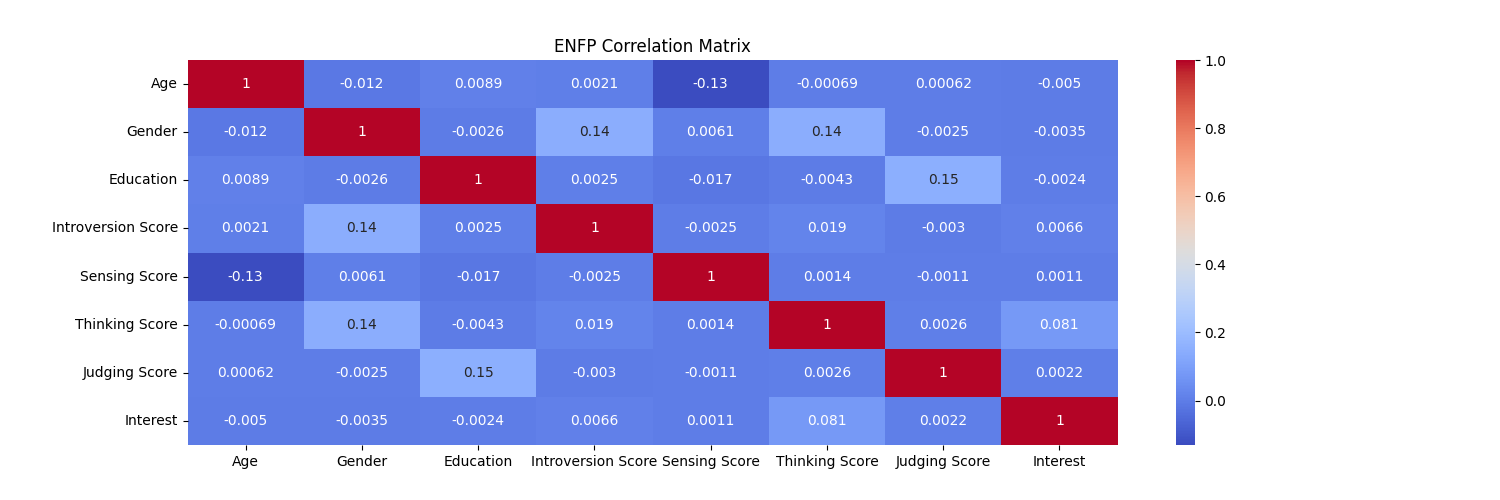 ENFP Correlation Matrix
Age 1 -0.012 0.0089 0.0021 -0.13 -0.00069 0.00062 -0.005
Gender -0.012 1 -0.0026 0.14 0.0061 0.14 -0.0025 -0.0035
Education 0.0089 -0.0026 1 0.0025 -0.017 -0.0043 0.15 -0.0024
Introversion Score 0.0021 0.14 0.0025 1 -0.0025 0.019 -0.003 0.0066
Sensing Score -0.13 0.0061 -0.017 -0.0025 1 0.0014 -0.0011 0.0011
Thinking Score -0.00069 0.14 -0.0043 0.019 0.0014 1 0.0026 0.081
Judging Score 0.00062 -0.0025 0.15 -0.003 -0.0011 0.0026 1 0.0022
Interest -0.005 -0.0035 -0.0024 0.0066 0.0011 0.081 0.0022 1
Age Gender Education Introversion Score Sensing Score Thinking Score Judging Score Interest
1.0
0.8
0.6
0.4
0.2
0.0